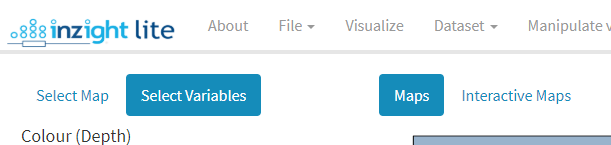 inzight lite About File Visualize Dataset Manipulate v
Select Map Select Variables Maps Interactive Maps
Colour (Depth)